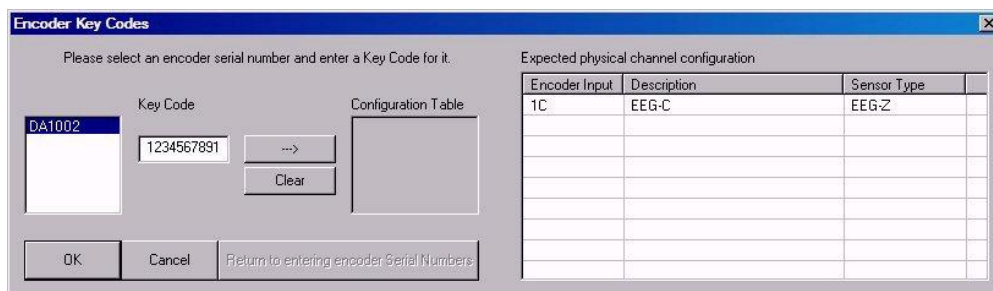 Encoder Key Codes
Please select an encoder serial number and enter a Key Code for it.
Key Code
Configuration Table
DA1002
1234567891
--->
Clear
OK
Cancel
Return to entering encoder Serial Numbers
Expected physical channel configuration
Encoder Input Description Sensor Type
1C EEG-C EEG-Z